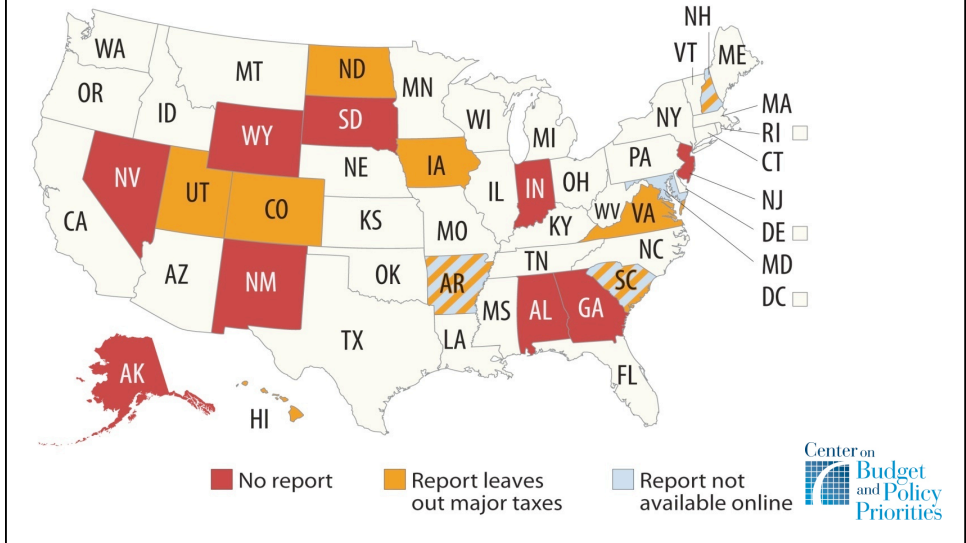 NH
WA
VT
ME
MT
ND
MN
OR
ID
SD
WI
NY
MA
WY
MI
RI
CT
NV
NE
IA
PA
UT
CO
IL
IN
OH
NJ
CA
KS
MO
KY
WV
VA
DE
AZ
NM
OK
AR
TN
NC
MD
SC
DC
MS
AL
GA
TX
LA
AK
FL
HI
No report
Report leaves
out major taxes
Report not
available online
Center on
Budget
and Policy
Priorities